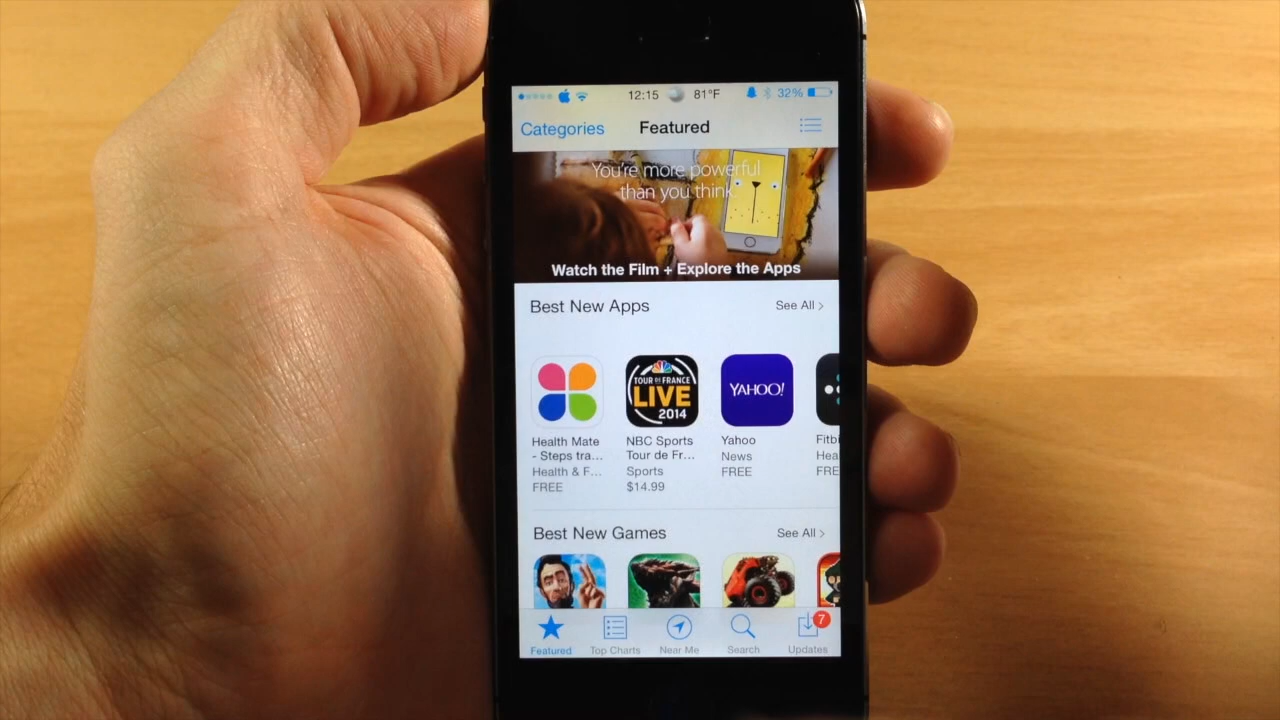 12:15 81°F 32%
Categories Featured
You're more powerful
than you think
Watch the Film + Explore the Apps
Best New Apps See All >
TOUR DE FRANCE
LIVE
2014
YAHOO!
Health Mate NBC Sports Yahoo Fitbi
- Steps tra... Tour de Fr... News Hea
Health & F... Sports FREE FRE
FREE $14.99
Best New Games See All >
7
Featured Top Charts Near Me Search Updates